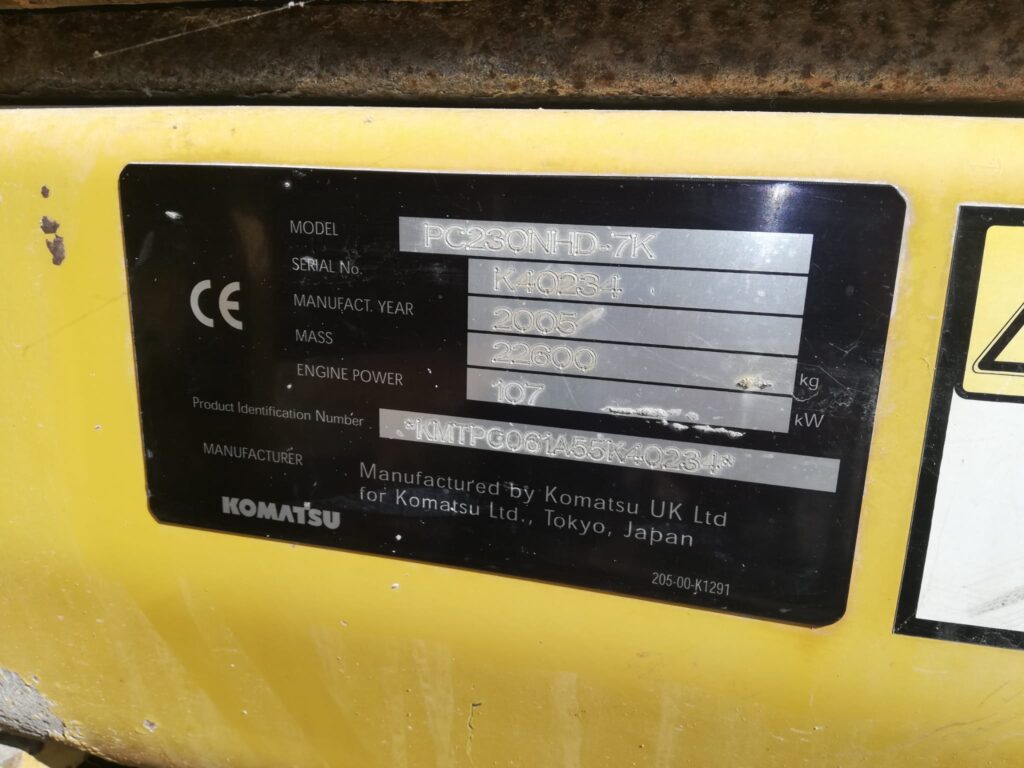 MODEL PC230NHD-7K
SERIAL No. K40234
MANUFACT. YEAR 2005
MASS 22600 kg
ENGINE POWER 107 kW
Product Identification Number *KMTPC061A55K40234*
MANUFACTURER
Manufactured by Komatsu UK Ltd
for Komatsu Ltd., Tokyo, Japan
CE
KOMATSU
205-00-K1291